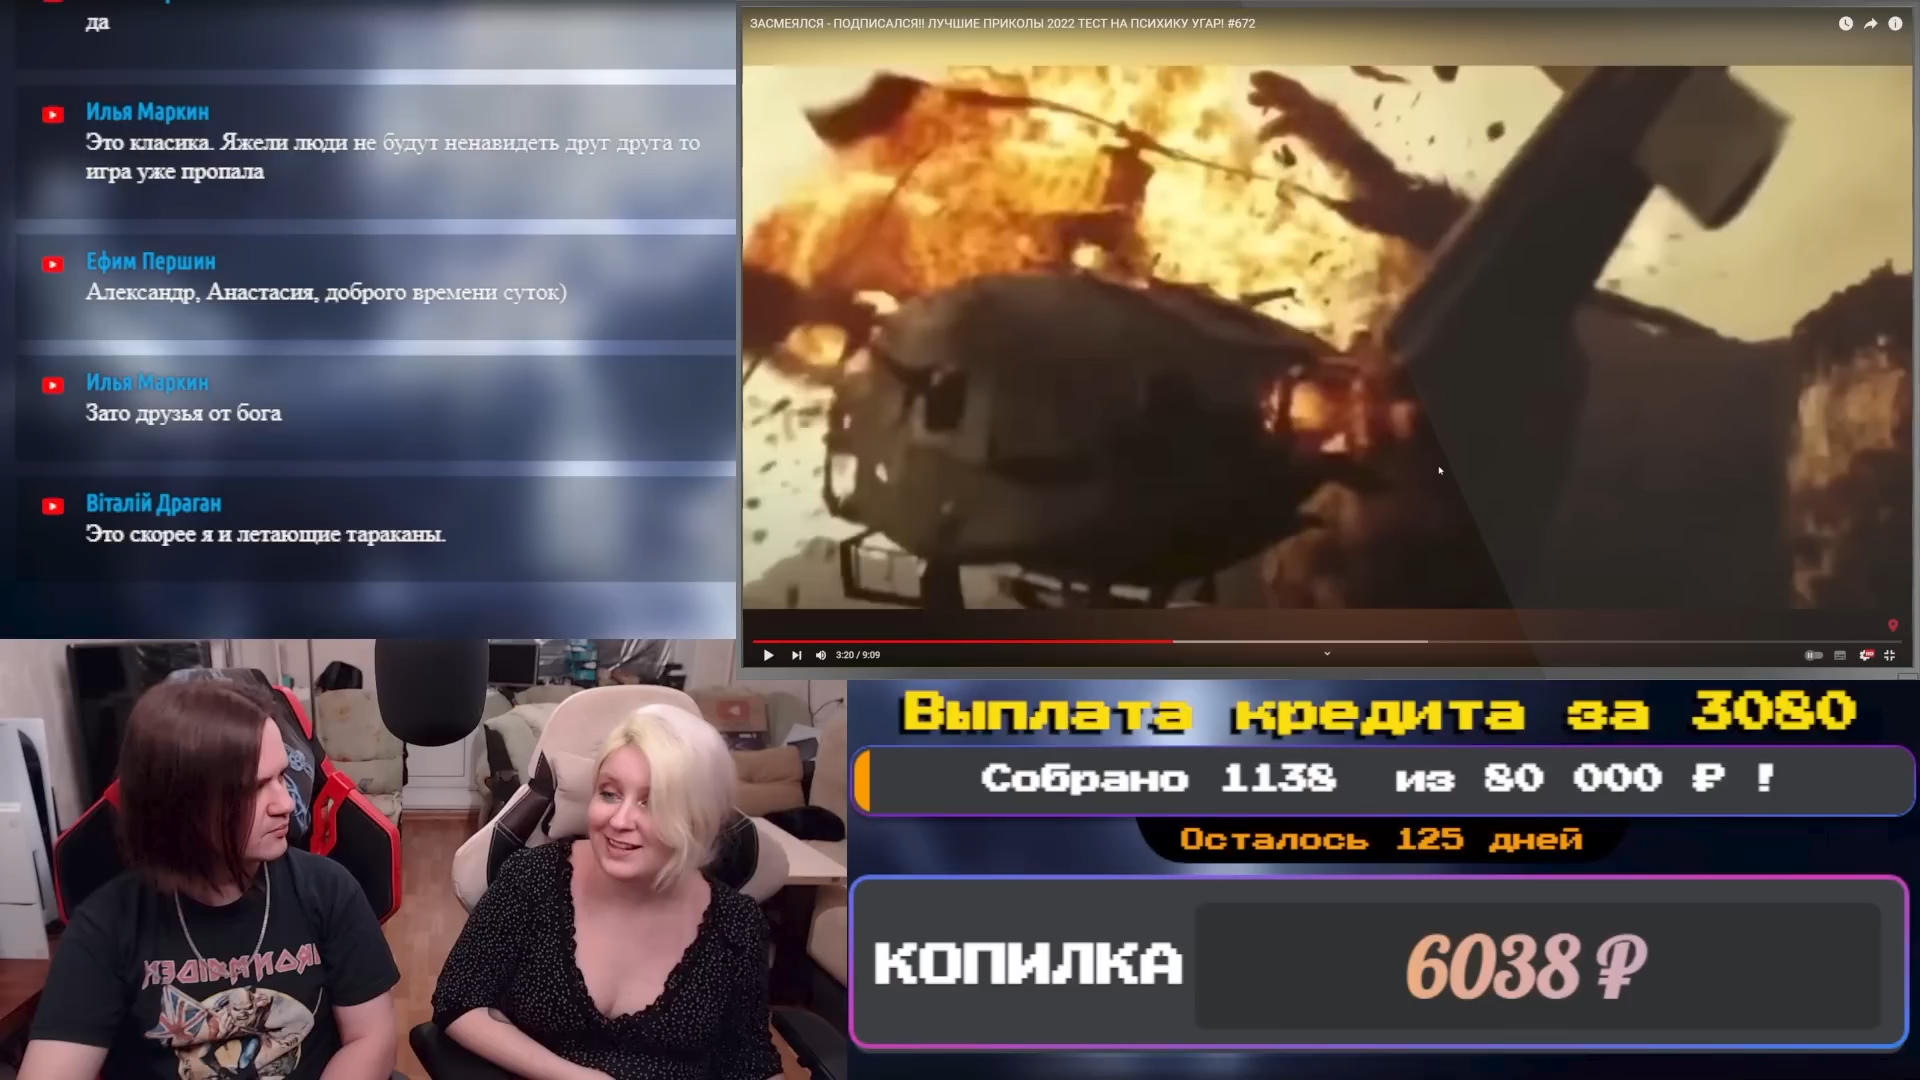 да
Илья Маркин
Это класика. Яжели люди не будут ненавидеть друг друга то
игра уже пропала
Ефим Першин
Александр, Анастасия, доброго времени суток)
Илья Маркин
Зато друзья от бога
Віталій Драган
Это скорее я и летающие тараканы.
ЗАСМЕЯЛСЯ - ПОДПИСАЛСЯ!! ЛУЧШИЕ ПРИКОЛЫ 2022 ТЕСТ НА ПСИХИКУ УГАР! #672
3:20 / 9:09
Выплата кредита за 3080
Собрано 1138 из 80 000 ₽ !
Осталось 125 дней
КОПИЛКА
6038 ₽